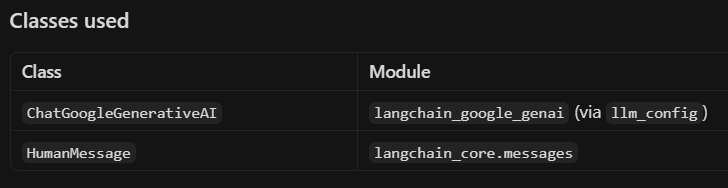 Classes used
Class Module
ChatGoogleGenerativeAI langchain_google_genai (via llm_config)
HumanMessage langchain_core.messages